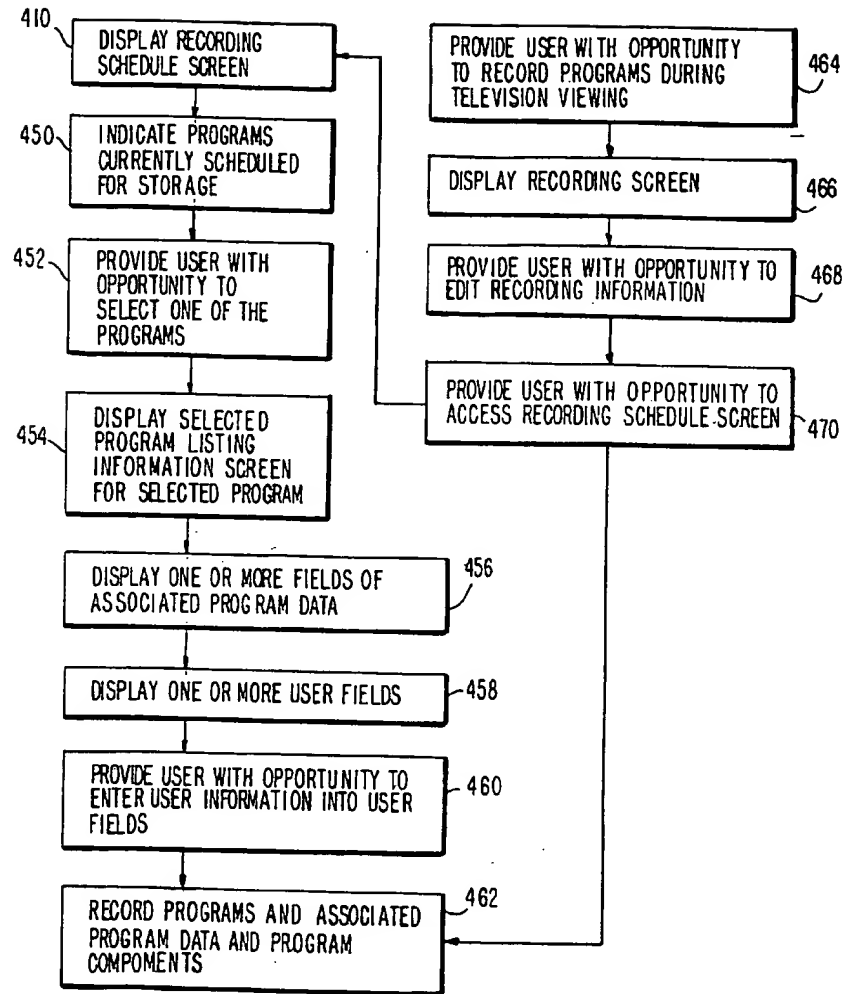 410
DISPLAY RECORDING
SCHEDULE SCREEN
450
INDICATE PROGRAMS
CURRENTLY SCHEDULED
FOR STORAGE
452
PROVIDE USER WITH
OPPORTUNITY TO
SELECT ONE OF THE
PROGRAMS
454
DISPLAY SELECTED
PROGRAM LISTING
INFORMATION SCREEN
FOR SELECTED PROGRAM
DISPLAY ONE OR MORE FIELDS OF
ASSOCIATED PROGRAM DATA
456
DISPLAY ONE OR MORE USER FIELDS
458
PROVIDE USER WITH OPPORTUNITY TO
ENTER USER INFORMATION INTO USER
FIELDS
460
RECORD PROGRAMS AND ASSOCIATED
PROGRAM DATA AND PROGRAM
COMPOMENTS
462
PROVIDE USER WITH OPPORTUNITY
TO RECORD PROGRAMS DURING
TELEVISION VIEWING
464
DISPLAY RECORDING SCREEN
466
PROVIDE USER WITH OPPORTUNITY TO
EDIT RECORDING INFORMATION
468
PROVIDE USER WITH OPPORTUNITY TO
ACCESS RECORDING SCHEDULE SCREEN
470